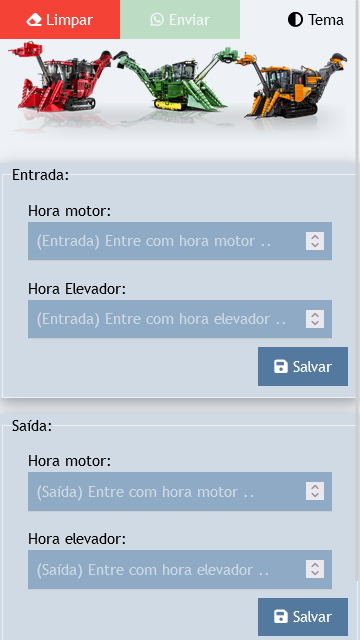 Limpar
Enviar
Tema
Entrada:
Hora motor:
(Entrada) Entre com hora motor ..
Hora Elevador:
(Entrada) Entre com hora elevador ..
Salvar
Saída:
Hora motor:
(Saída) Entre com hora motor ..
Hora elevador:
(Saída) Entre com hora elevador ..
Salvar